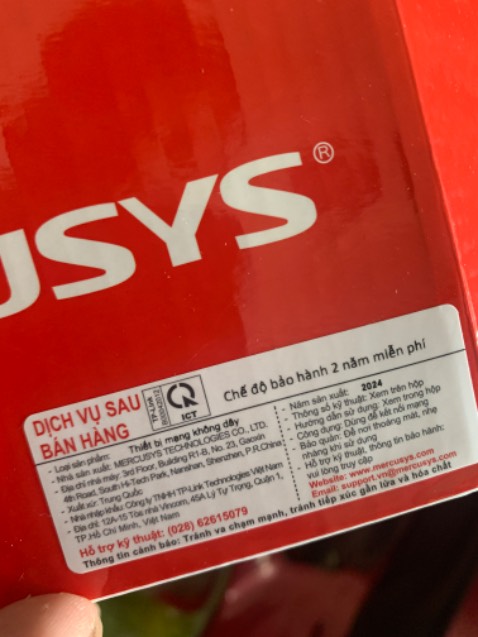 USYS®
DỊCH VỤ SAU
BÁN HÀNG
TP-Link
ICT
Chế độ bảo hành 2 năm miễn phí
- Loại sản phẩm: Thiết bị mạng không dây
- Nhà sản xuất: MERCUSYS TECHNOLOGIES CO., LTD.
- Địa chỉ nhà máy: 3rd Floor, Building R1-B, No. 23, Gaoxin
4th Road, South Hi-Tech Park, Nanshan, Shenzhen, P.R.China
- Xuất xứ: Trung Quốc
- Nhà nhập khẩu: Công ty TNHH TP-Link Technologies Việt Nam
- Địa chỉ: 12A-15 Tòa nhà Vincom, 45A Lý Tự Trọng, Quận 1,
TP.Hồ Chí Minh, Việt Nam
Hỗ trợ kỹ thuật: (028) 62615079
- Năm sản xuất: 2024
- Thông số kỹ thuật: Xem trên hộp
- Hướng dẫn sử dụng: Xem trong hộp
- Công dụng: Dùng để kết nối mạng
- Bảo quản: Để nơi thoáng mát, nhẹ
nhàng khi sử dụng
- Hỗ trợ kỹ thuật, thông tin bảo hành:
vui lòng truy cập
Website: www.mercusys.com
Email: support.vn@mercusys.com
Thông tin cảnh báo: Tránh va chạm mạnh, tránh tiếp xúc gần lửa và hóa chất